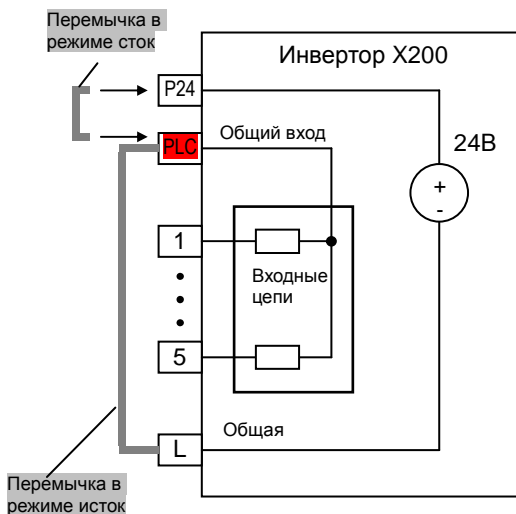 Перемычка в
режиме сток
Инвертор X200
P24
Общий вход
PLC
24В
+
-
1
Входные
цепи
5
Общая
L
Перемычка в
режиме исток